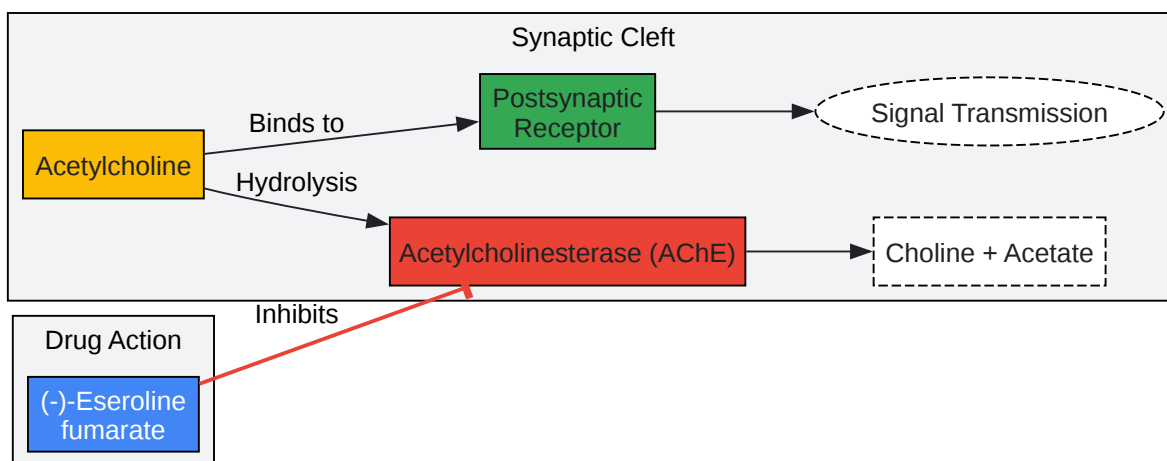 Synaptic Cleft
Acetylcholine
Binds to
Hydrolysis
Postsynaptic
Receptor
Signal Transmission
Acetylcholinesterase (AChE)
Choline + Acetate
Inhibits
Drug Action
(-)-Eseroline
fumarate